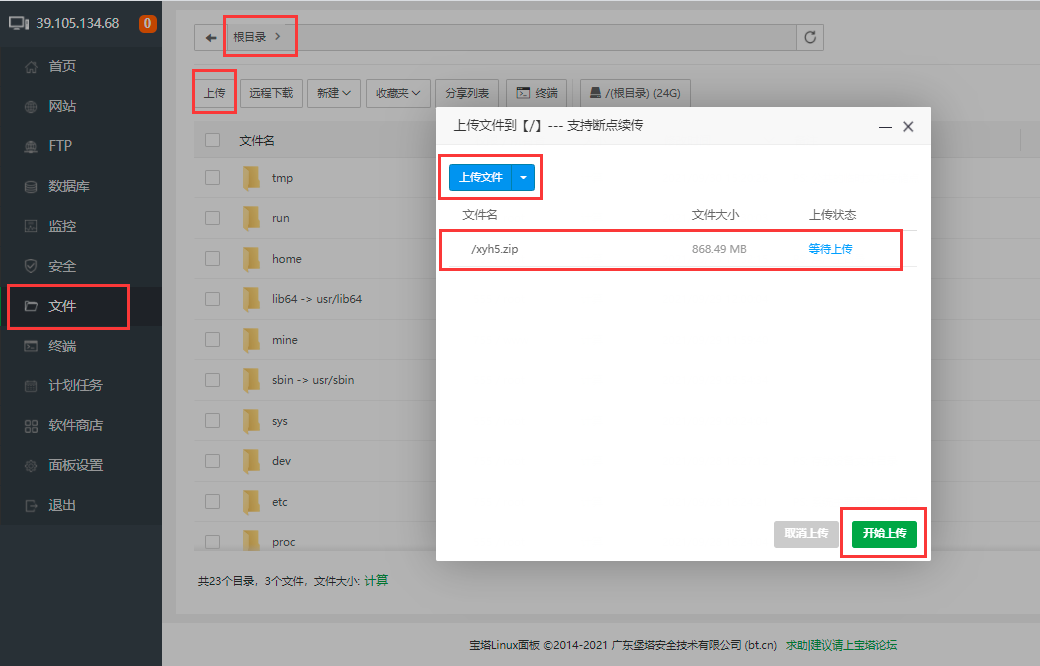 39.105.134.68 0
首页
网站
FTP
数据库
监控
安全
文件
终端
计划任务
软件商店
面板设置
退出
根目录
上传 远程下载 新建 收藏夹 分享列表 终端 /(根目录) (24G)
文件名
tmp
run
home
lib64 -> usr/lib64
mine
sbin -> usr/sbin
sys
dev
etc
proc
共23个目录，3个文件，文件大小: 计算
上传文件到【/】--- 支持断点续传
上传文件
文件名 文件大小 上传状态
/xyh5.zip 868.49 MB 等待上传
取消上传 开始上传
宝塔Linux面板 ©2014-2021 广东堡塔安全技术有限公司 (bt.cn) 求助|建议请上宝塔论坛